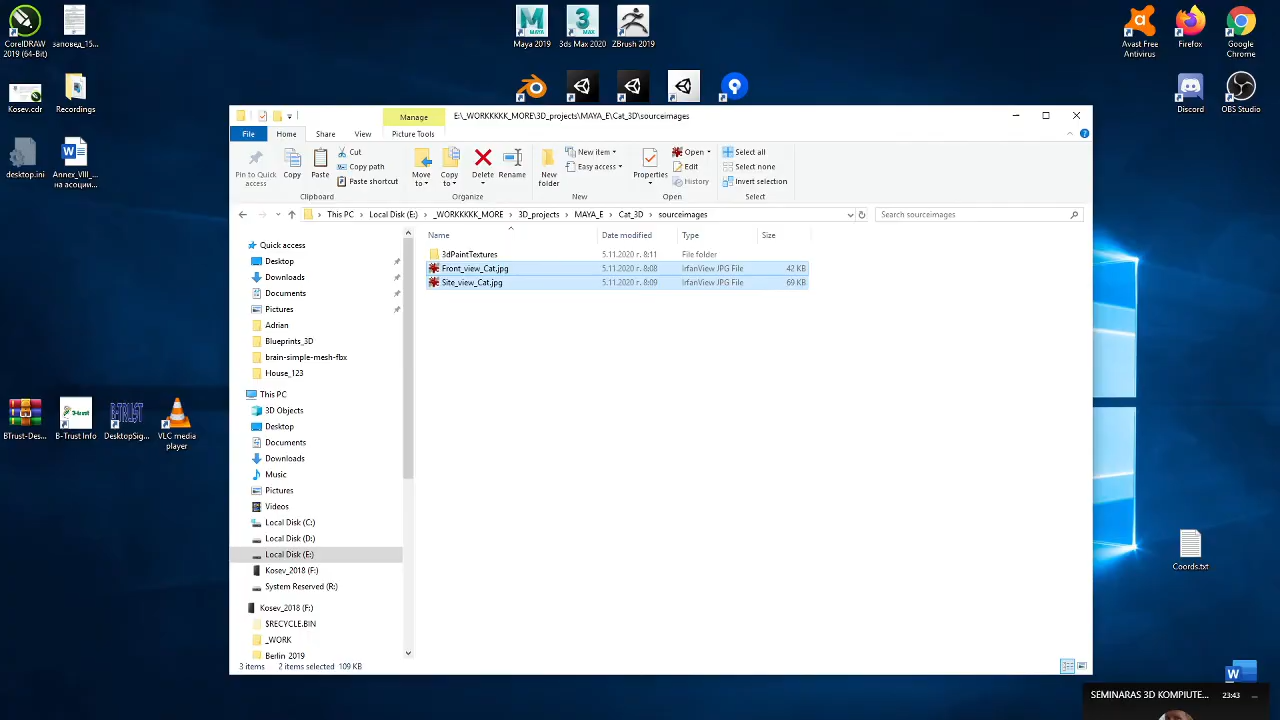 CorelDRAW
2019 (64-Bit)
заповед_15...
Maya 2019
3ds Max 2020
ZBrush 2019
Avast Free
Antivirus
Firefox
Google
Chrome
Kosev.cdr
Recordings
Discord
OBS Studio
desktop.ini
Annex_VIII_...
на асоции...
BTrust-Des...
B-Trust Info
DesktopSig...
VLC media
player
Coords.txt
Manage
E:\_WORKKKKK_MORE\3D_projects\MAYA_E\Cat_3D\sourceimages
File
Home
Share
View
Picture Tools
Pin to Quick
access
Copy
Paste
Cut
Copy path
Paste shortcut
Clipboard
Move
to
Copy
to
Delete
Rename
Organize
New
folder
New item
Easy access
New
Properties
Open
Edit
History
Open
Select all
Select none
Invert selection
Select
This PC
Local Disk (E:)
_WORKKKKK_MORE
3D_projects
MAYA_E
Cat_3D
sourceimages
Search sourceimages
Name
Date modified
Type
Size
3dPaintTextures
5.11.2020 г. 8:11
File folder
Front_view_Cat.jpg
5.11.2020 г. 8:08
IrfanView JPG File
42 KB
Site_view_Cat.jpg
5.11.2020 г. 8:09
IrfanView JPG File
69 KB
Quick access
Desktop
Downloads
Documents
Pictures
Adrian
Blueprints_3D
brain-simple-mesh-fbx
House_123
This PC
3D Objects
Desktop
Documents
Downloads
Music
Pictures
Videos
Local Disk (C:)
Local Disk (D:)
Local Disk (E:)
Kosev_2018 (F:)
System Reserved (R:)
Kosev_2018 (F:)
$RECYCLE.BIN
_WORK
Berlin 2019
3 items
2 items selected 109 KB
SEMINARAS 3D KOMPIUTE...
23:43